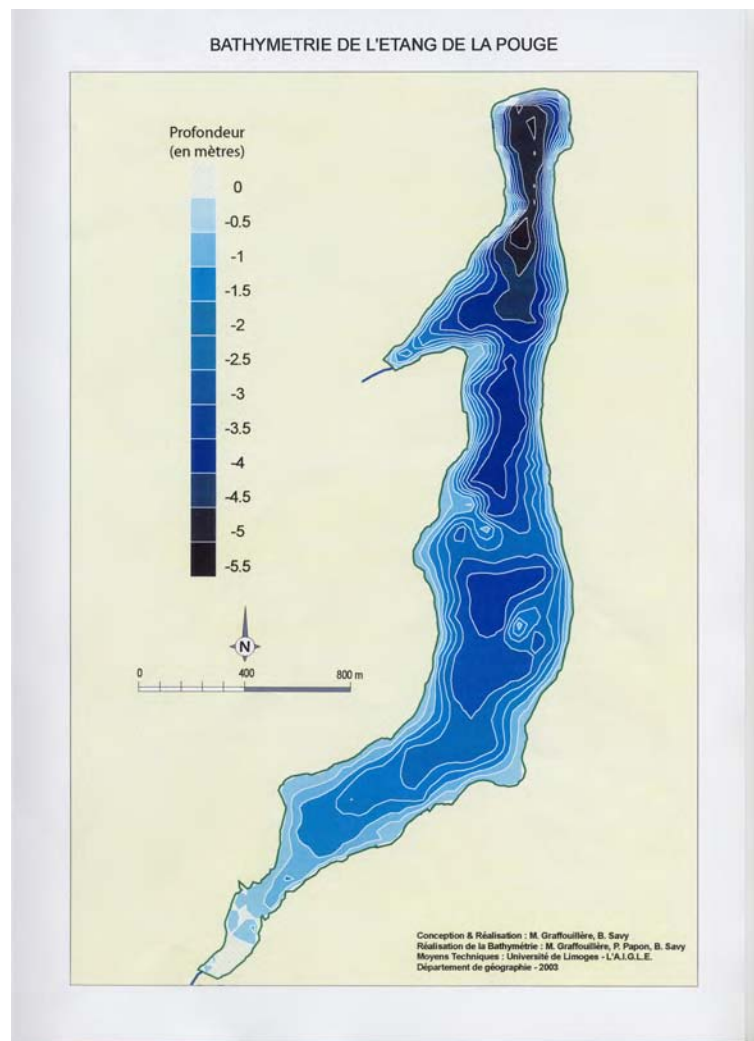 BATHYMETRIE DE L'ETANG DE LA POUGE
Profondeur
(en mètres)
0
-0.5
-1
-1.5
-2
-2.5
-3
-3.5
-4
-4.5
-5
-5.5
N
0 400 800 m
Conception & Réalisation : M. Graffouillère, B. Savy
Réalisation de la Bathymétrie : M. Graffouillère, P. Papon, B. Savy
Moyens Techniques : Université de Limoges - L'A.I.G.L.E.
Département de géographie - 2003